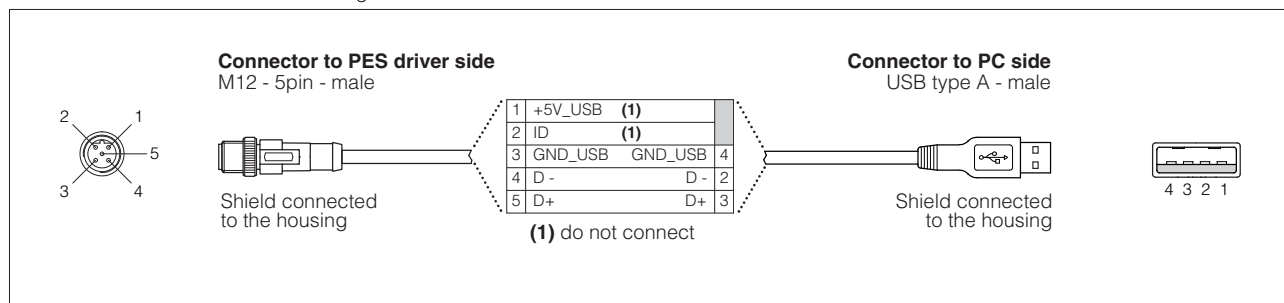 Connector to PES driver side
M12 - 5pin - male
Connector to PC side
USB type A - male
2 1
5
3 4
1 +5V_USB (1)
2 ID (1)
3 GND_USB GND_USB 4
4 D - D - 2
5 D+ D+ 3
(1) do not connect
Shield connected
to the housing
Shield connected
to the housing
4 3 2 1